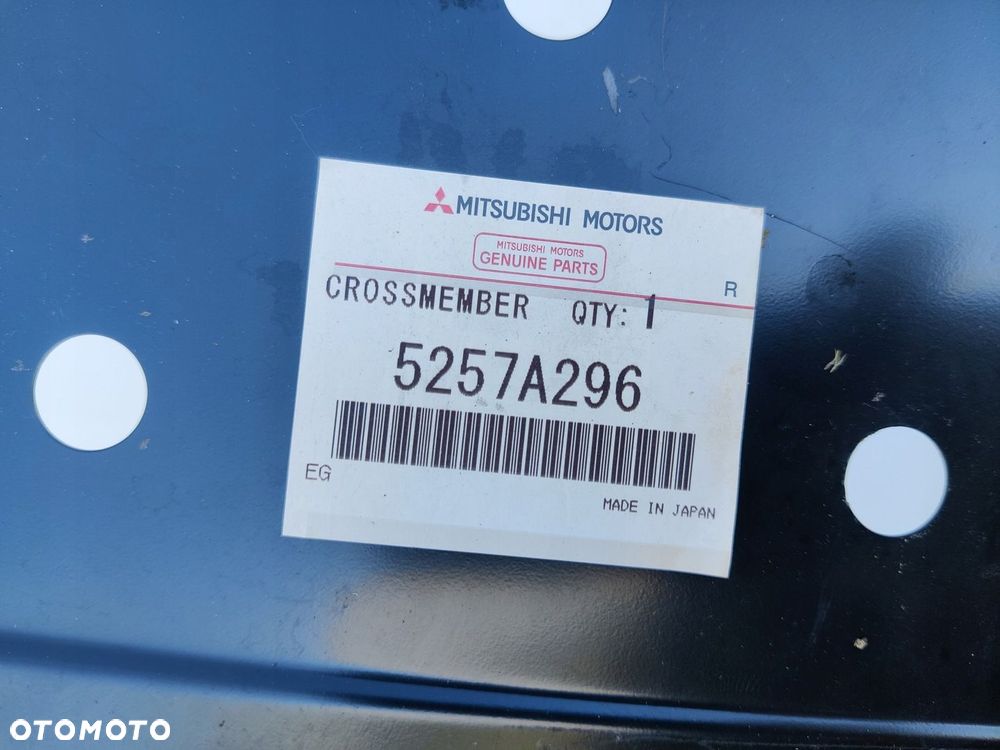 MITSUBISHI MOTORS
MITSUBISHI MOTORS
GENUINE PARTS
R
CROSSMEMBER QTY: 1
5257A296
EG
MADE IN JAPAN
OTOMOTO